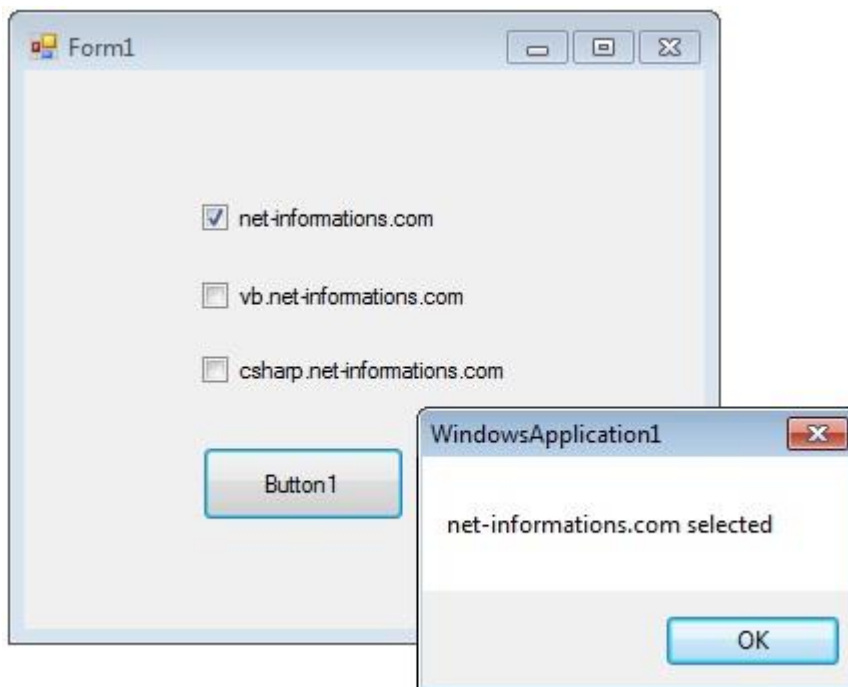 Form1
net-informations.com
vb.net-informations.com
csharp.net-informations.com
Button1
WindowsApplication1
net-informations.com selected
OK